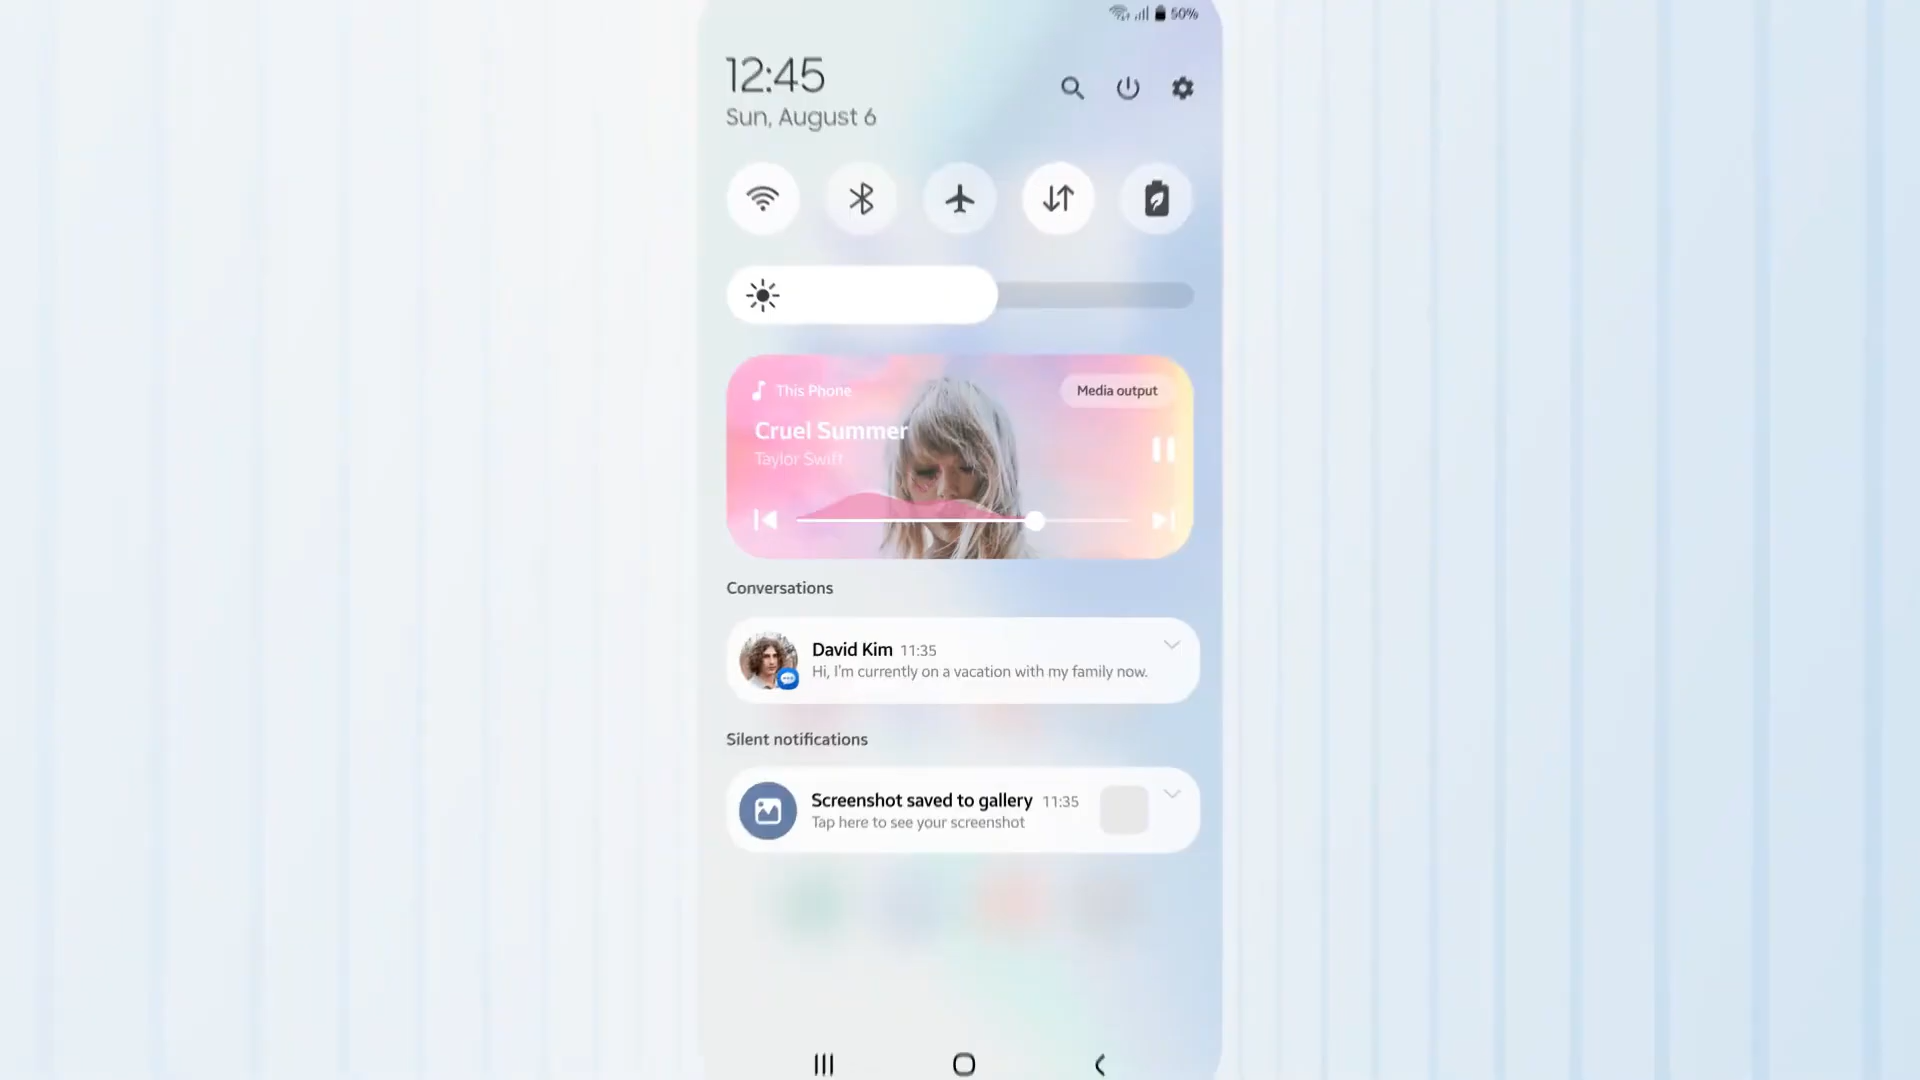 50%
12:45
Sun, August 6
This Phone
Media output
Cruel Summer
Taylor Swift
Conversations
David Kim 11:35
Hi, I'm currently on a vacation with my family now.
Silent notifications
Screenshot saved to gallery 11:35
Tap here to see your screenshot